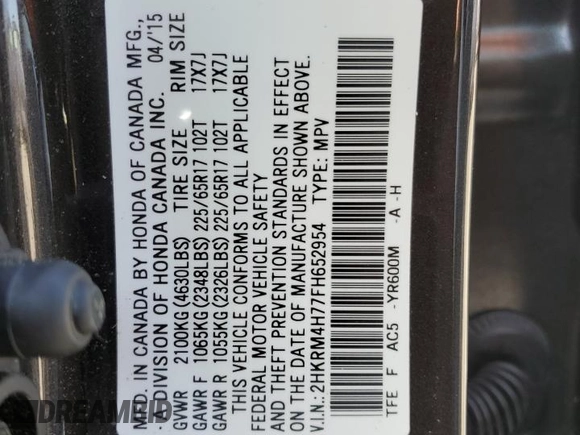 MFD. IN CANADA BY HONDA OF CANADA MFG.,
A DIVISION OF HONDA CANADA INC. 04/'15
GVWR 2100KG (4630LBS) TIRE SIZE RIM SIZE
GAWR F 1065KG (2348LBS) 225/65R17 102T 17X7J
GAWR R 1055KG (2326LBS) 225/65R17 102T 17X7J
THIS VEHICLE CONFORMS TO ALL APPLICABLE
FEDERAL MOTOR VEHICLE SAFETY
AND THEFT PREVENTION STANDARDS IN EFFECT
ON THE DATE OF MANUFACTURE SHOWN ABOVE.
V.I.N.: 2HKRM4H77FH652954 TYPE: MPV
TFE F AC5 -YR600M -A -H
DREAMBID